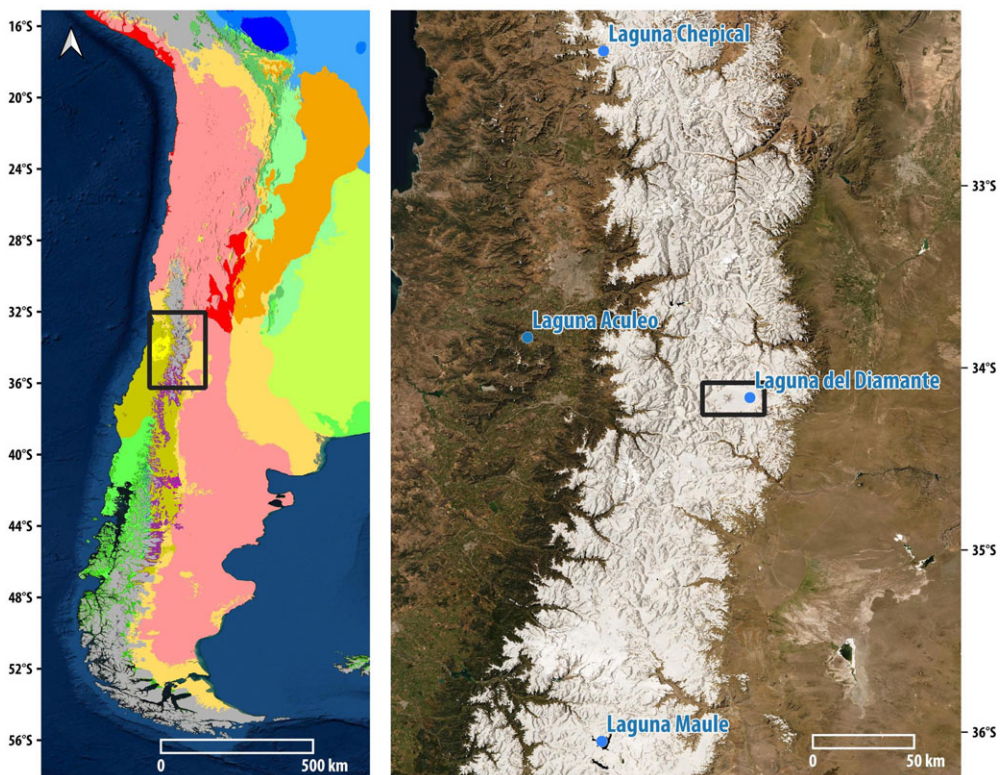 16°S
20°S
24°S
28°S
32°S
36°S
40°S
44°S
48°S
52°S
56°S
0
500 km
Laguna Chepical
33°S
Laguna Aculeo
34°S
Laguna del Diamante
35°S
Laguna Maule
36°S
0
50 km